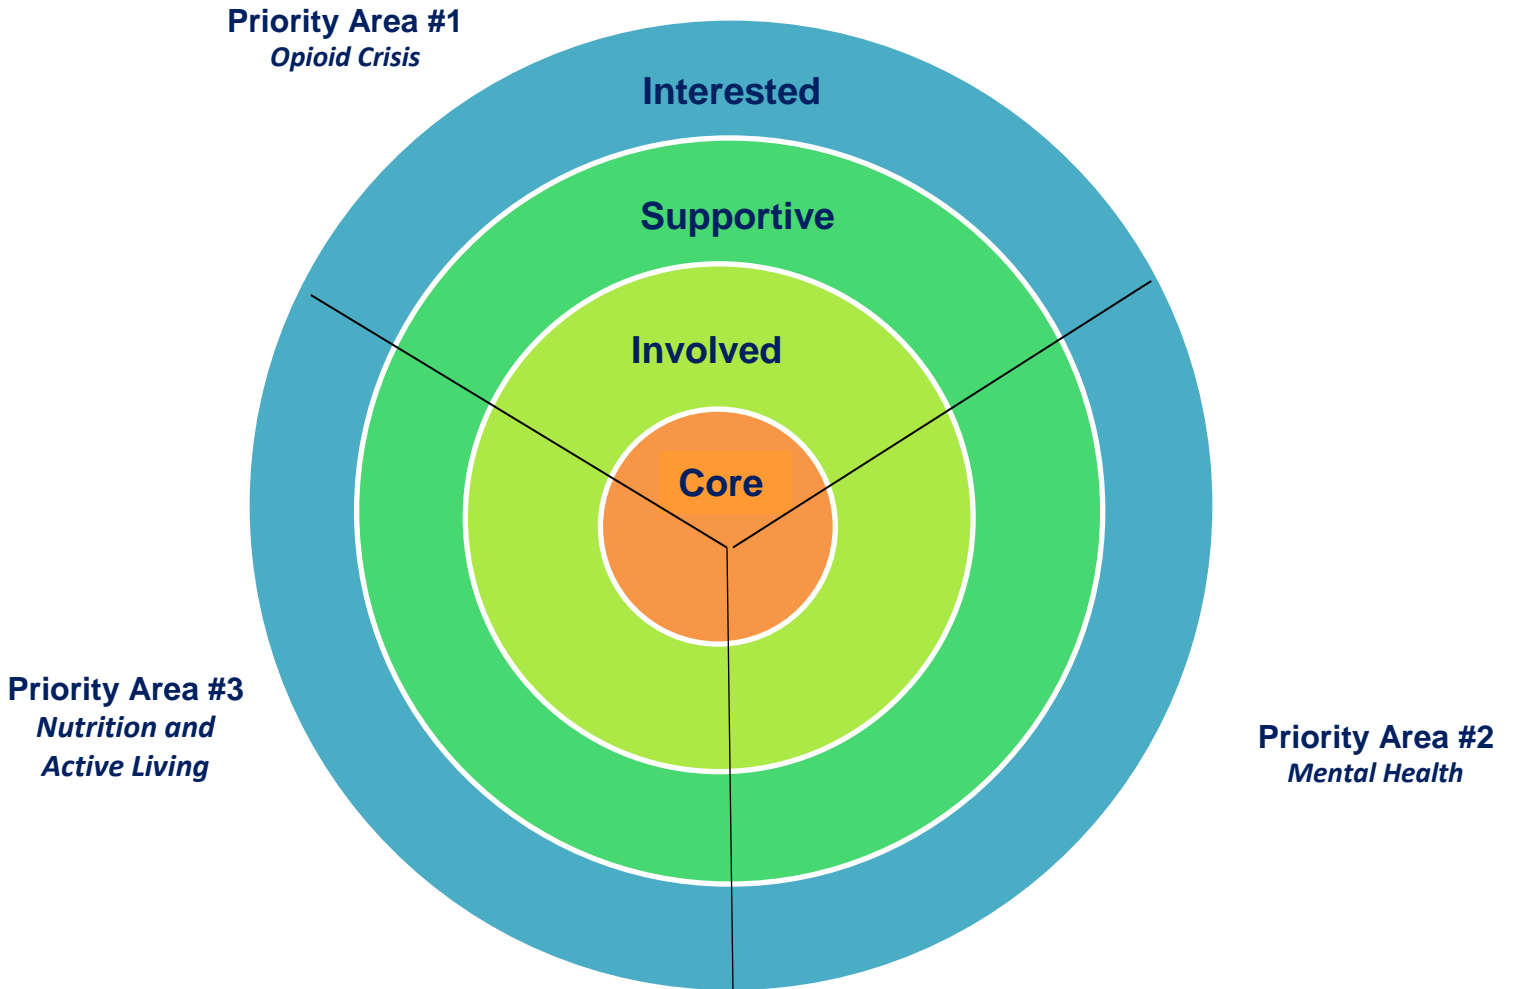 Priority Area #1
Opioid Crisis
Interested
Supportive
Involved
Core
Priority Area #3
Nutrition and
Active Living
Priority Area #2
Mental Health